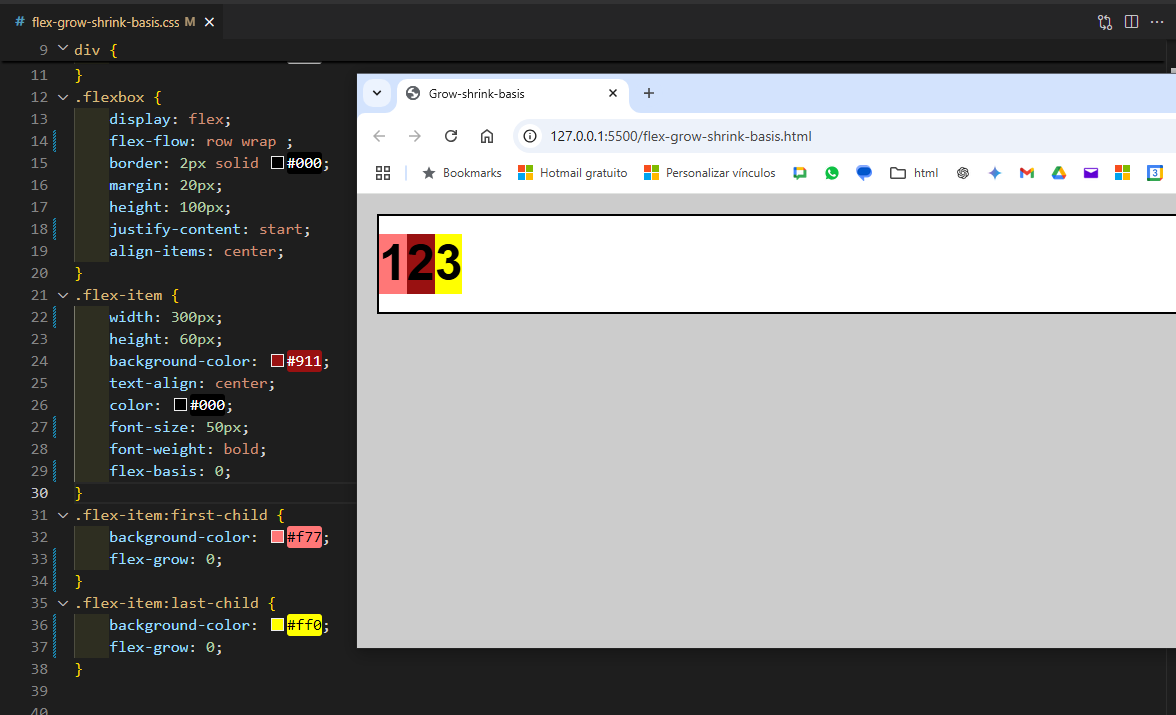 # flex-grow-shrink-basis.css M
9 div {
11 }
12 .flexbox {
13 display: flex;
14 flex-flow: row wrap ;
15 border: 2px solid #000;
16 margin: 20px;
17 height: 100px;
18 justify-content: start;
19 align-items: center;
20 }
21 .flex-item {
22 width: 300px;
23 height: 60px;
24 background-color: #911;
25 text-align: center;
26 color: #000;
27 font-size: 50px;
28 font-weight: bold;
29 flex-basis: 0;
30 }
31 .flex-item:first-child {
32 background-color: #f77;
33 flex-grow: 0;
34 }
35 .flex-item:last-child {
36 background-color: #ff0;
37 flex-grow: 0;
38 }
39
40
Grow-shrink-basis
127.0.0.1:5500/flex-grow-shrink-basis.html
Bookmarks Hotmail gratuito Personalizar vínculos html 3
123